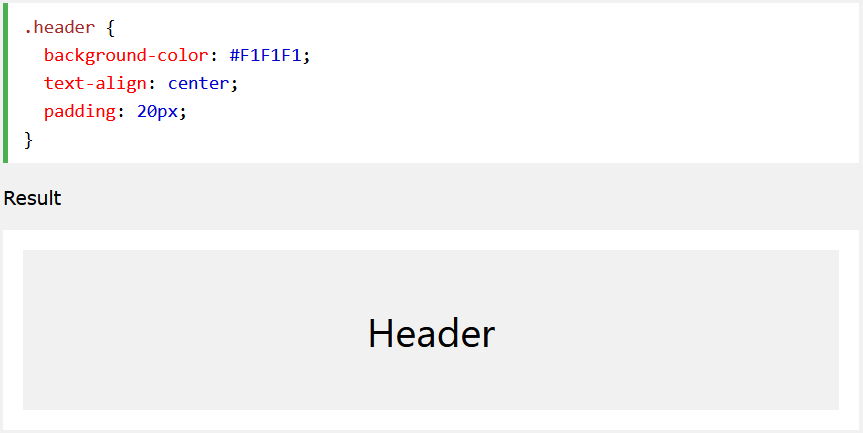 .header {
  background-color: #F1F1F1;
  text-align: center;
  padding: 20px;
}
Result
Header